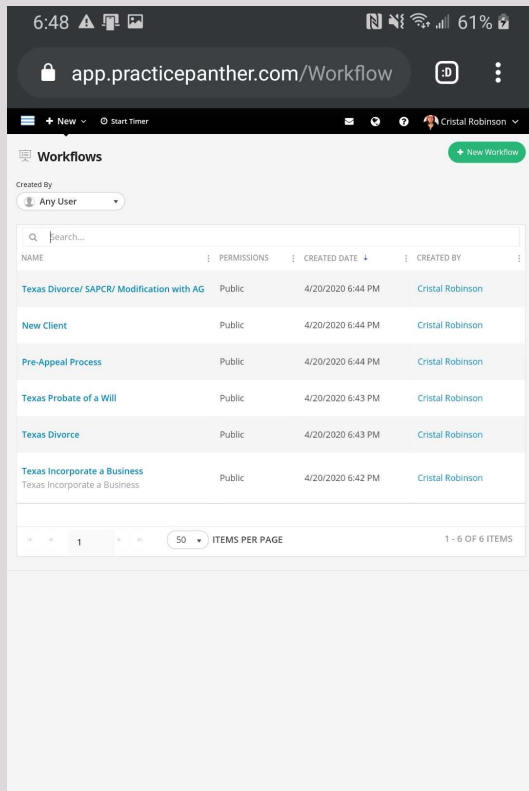 6:48 61%
app.practicepanther.com/Workflow :D
+ New Start Timer ? Cristal Robinson
Workflows + New Workflow
Created By
Any User
Search...
NAME PERMISSIONS CREATED DATE ↓ CREATED BY
Texas Divorce/ SAPCR/ Modification with AG Public 4/20/2020 6:44 PM Cristal Robinson
New Client Public 4/20/2020 6:44 PM Cristal Robinson
Pre-Appeal Process Public 4/20/2020 6:44 PM Cristal Robinson
Texas Probate of a Will Public 4/20/2020 6:43 PM Cristal Robinson
Texas Divorce Public 4/20/2020 6:43 PM Cristal Robinson
Texas Incorporate a Business Public 4/20/2020 6:42 PM Cristal Robinson
Texas Incorporate a Business
1 50 ITEMS PER PAGE 1 - 6 OF 6 ITEMS